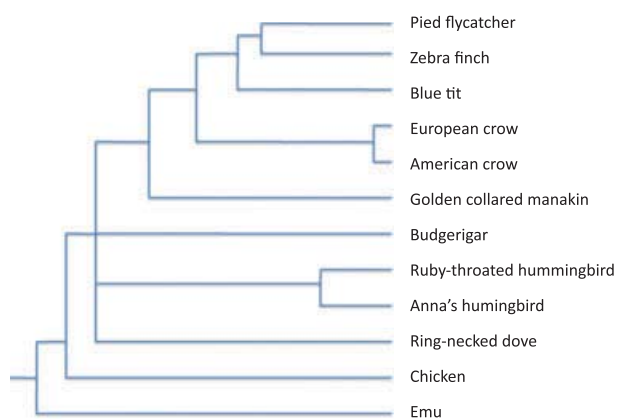 Pied flycatcher
Zebra finch
Blue tit
European crow
American crow
Golden collared manakin
Budgerigar
Ruby-throated hummingbird
Anna’s humingbird
Ring-necked dove
Chicken
Emu